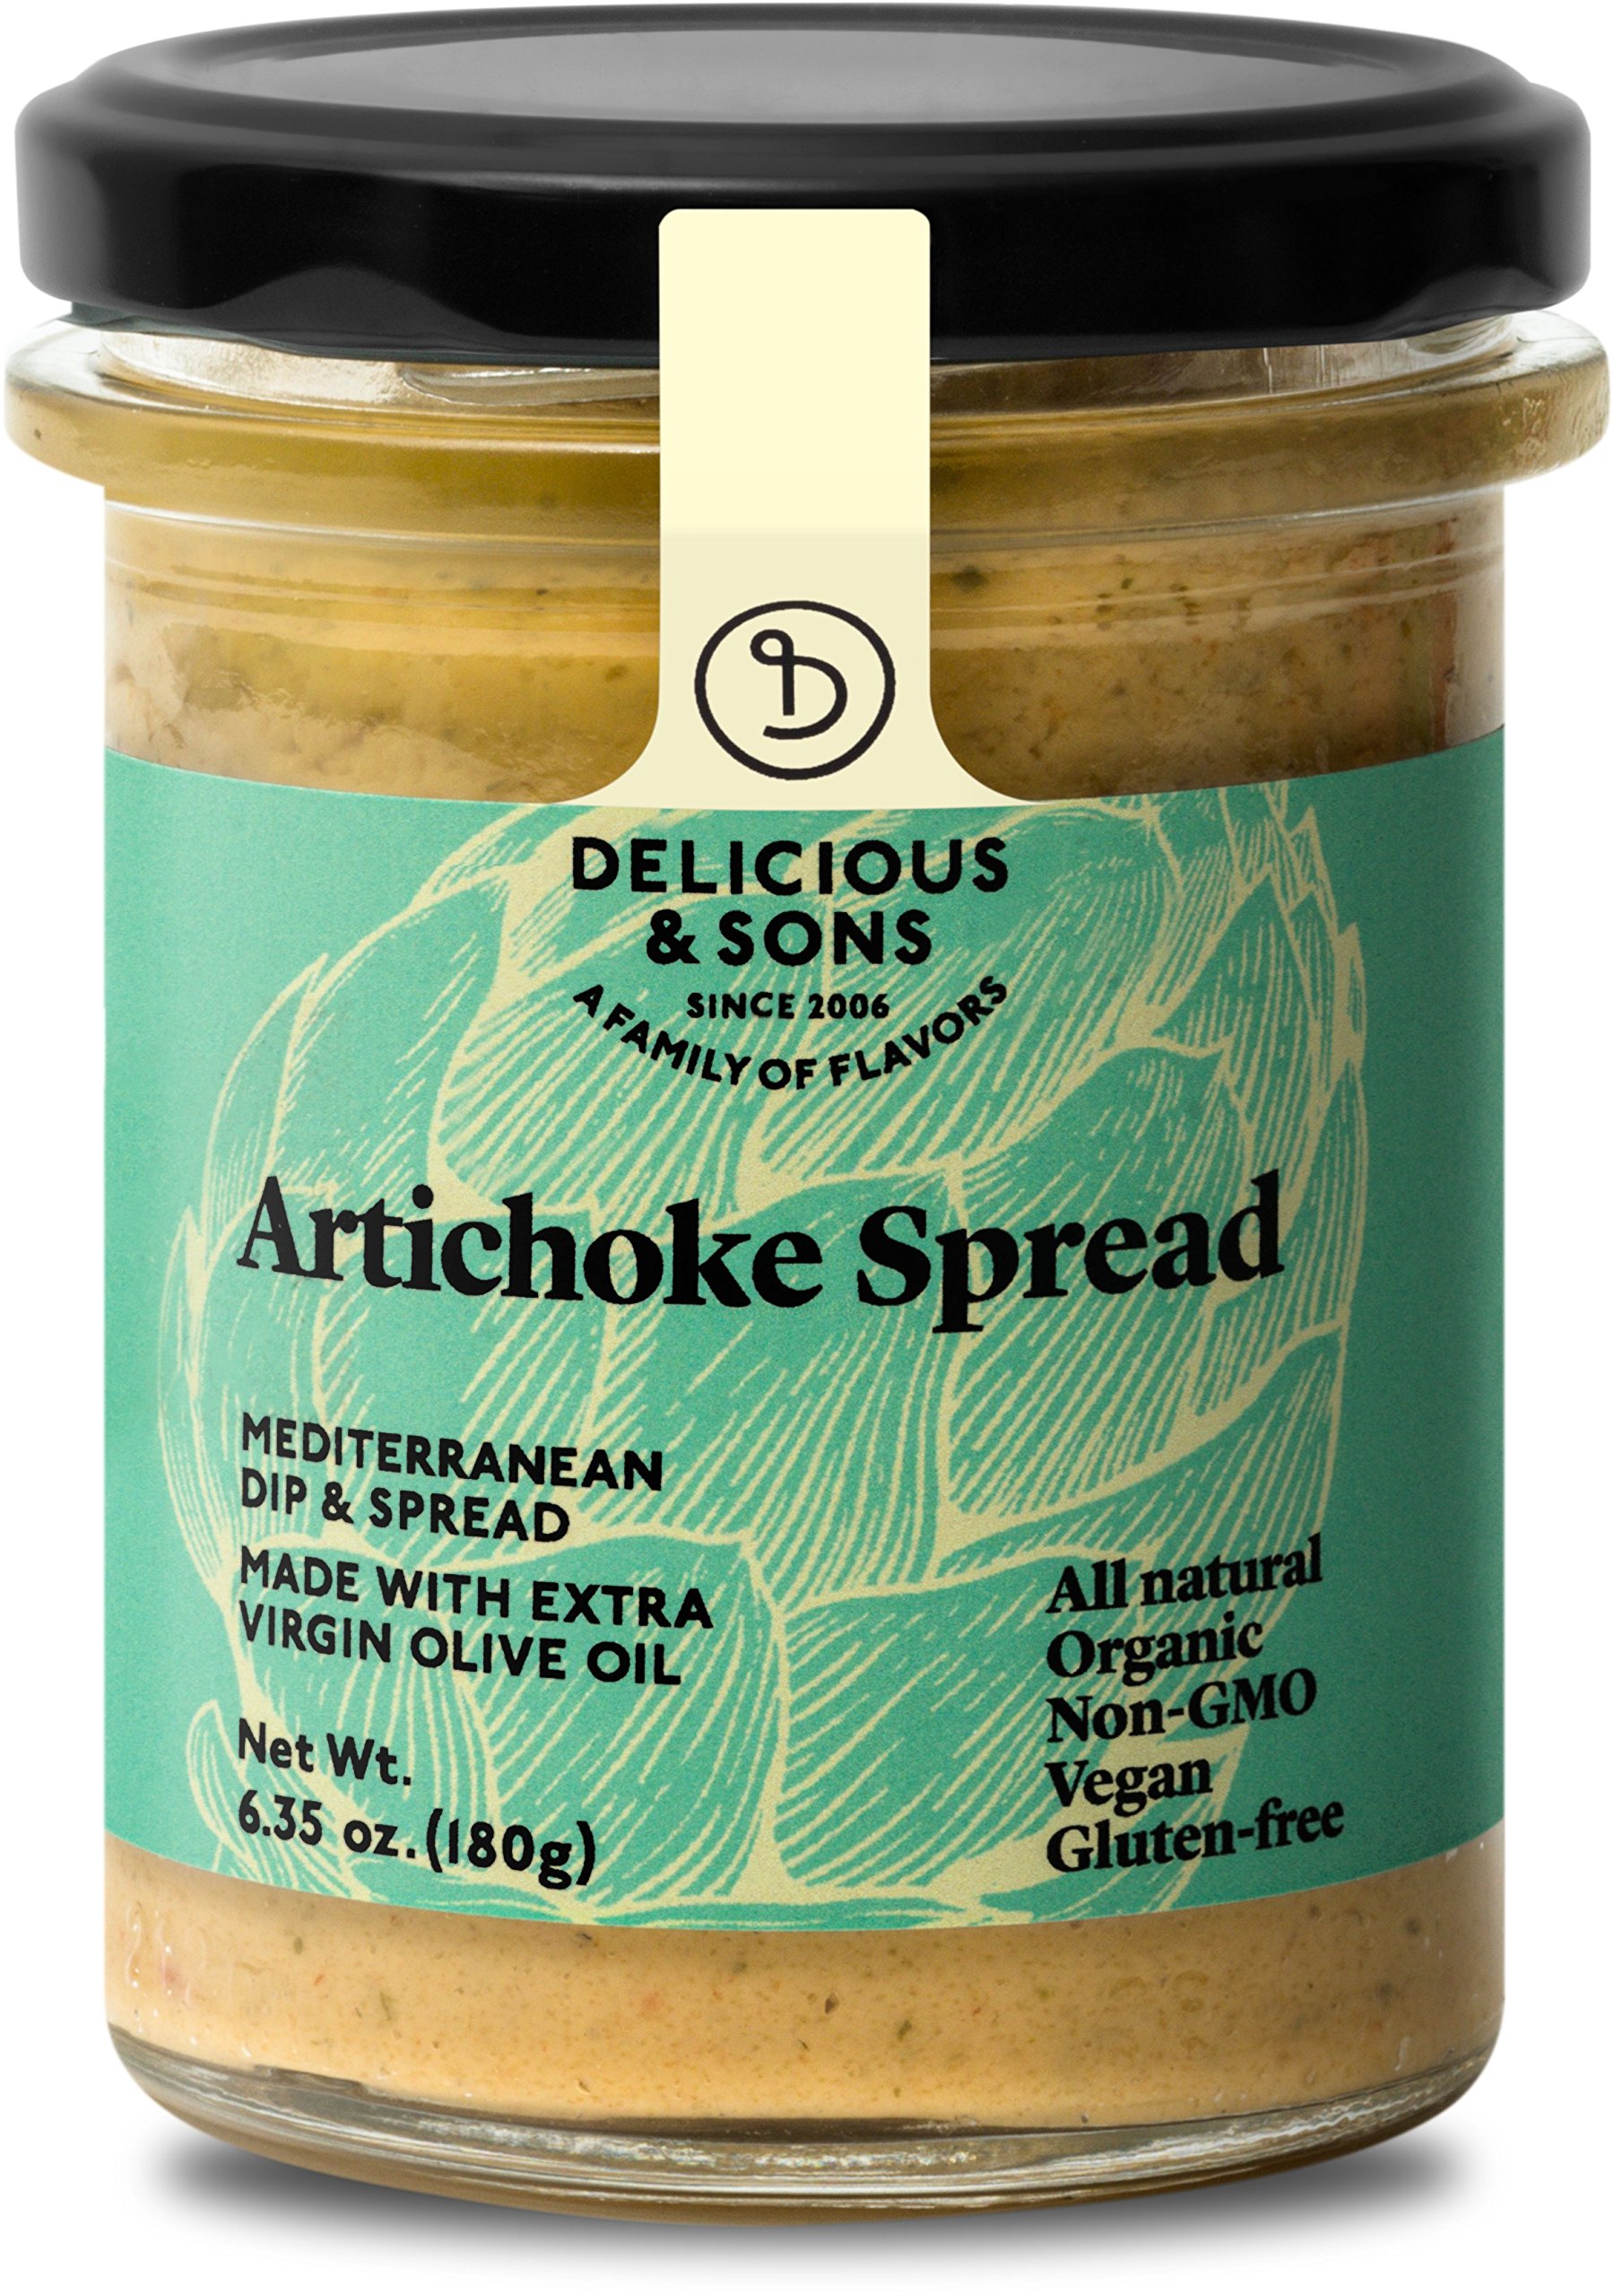 DELICIOUS
& SONS
SINCE 2006
A FAMILY OF FLAVORS
Artichoke Spread
MEDITERRANEAN
DIP & SPREAD
MADE WITH EXTRA
VIRGIN OLIVE OIL
Net Wt.
6.35 oz. (180g)
All natural
Organic
Non-GMO
Vegan
Gluten-free